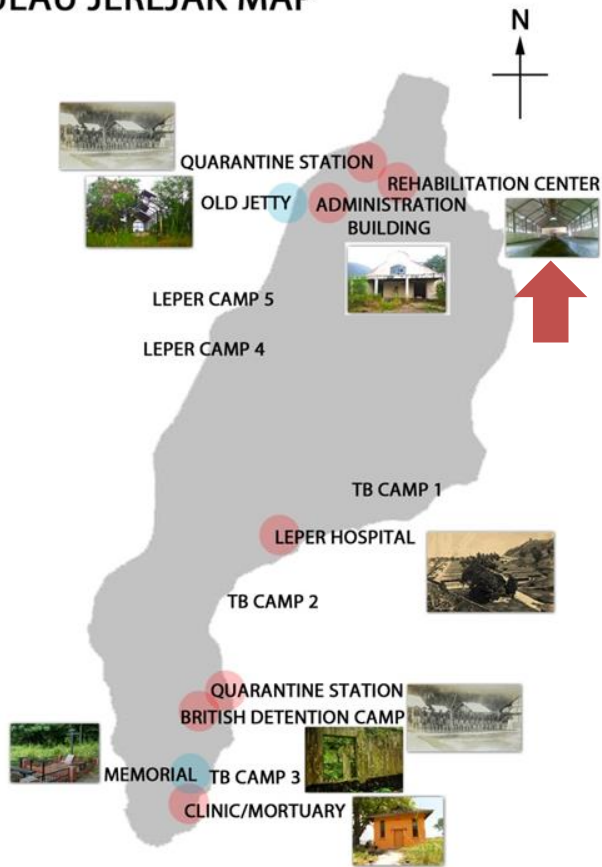 JEREJAK MAP
N
QUARANTINE STATION
REHABILITATION CENTER
OLD JETTY
ADMINISTRATION
BUILDING
LEPER CAMP 5
LEPER CAMP 4
TB CAMP 1
LEPER HOSPITAL
TB CAMP 2
QUARANTINE STATION
BRITISH DETENTION CAMP
MEMORIAL
TB CAMP 3
CLINIC/MORTUARY